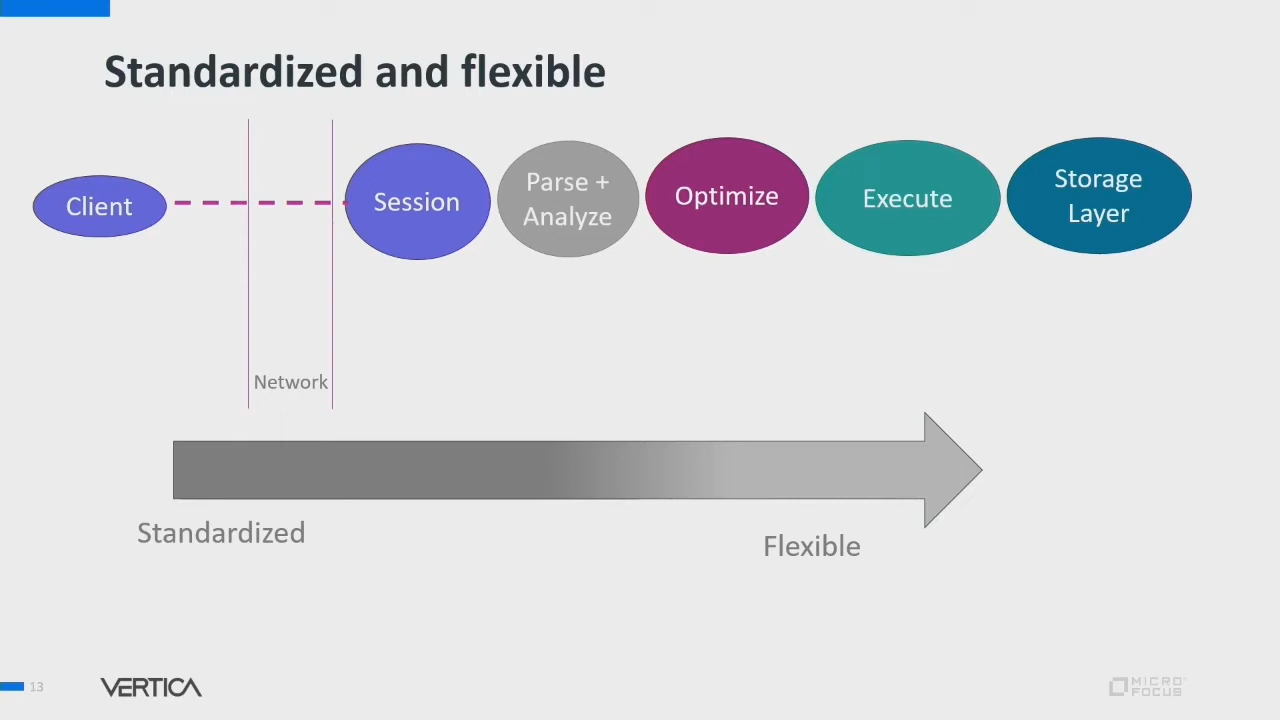 Standardized and flexible
Client
Session
Parse +
Analyze
Optimize
Execute
Storage
Layer
Network
Standardized
Flexible
13
VERTICA
MICRO
FOCUS